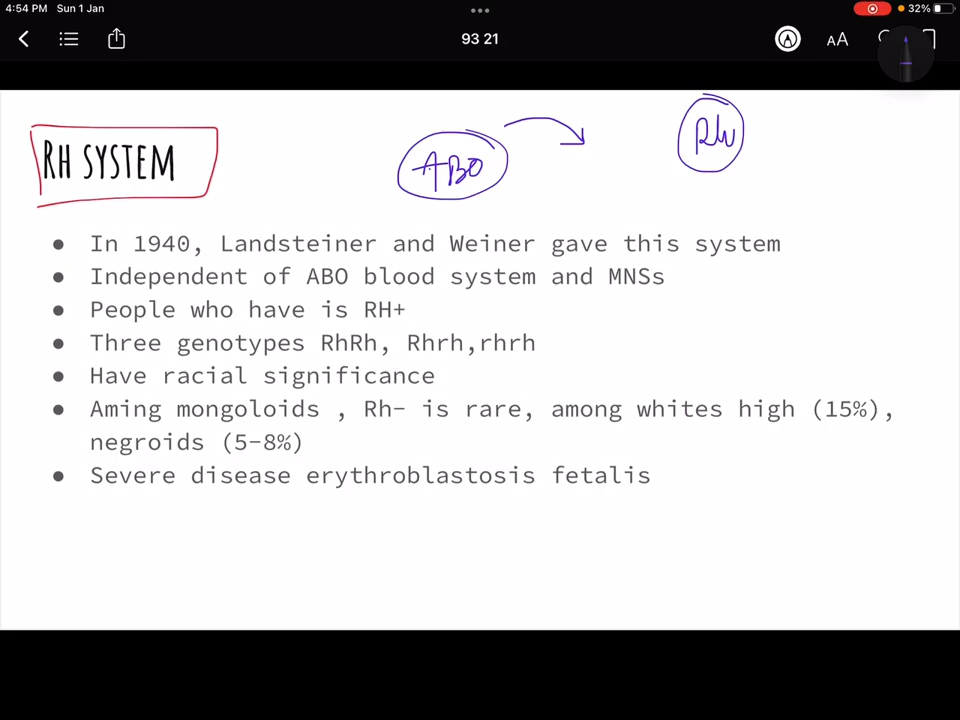 4:54 PM Sun 1 Jan
32%
93 21
AA
RH SYSTEM
ABO
Rh
● In 1940, Landsteiner and Weiner gave this system
● Independent of ABO blood system and MNSs
● People who have is RH+
● Three genotypes RhRh, Rhrh,rhrh
● Have racial significance
● Aming mongoloids , Rh- is rare, among whites high (15%),
negroids (5-8%)
● Severe disease erythroblastosis fetalis